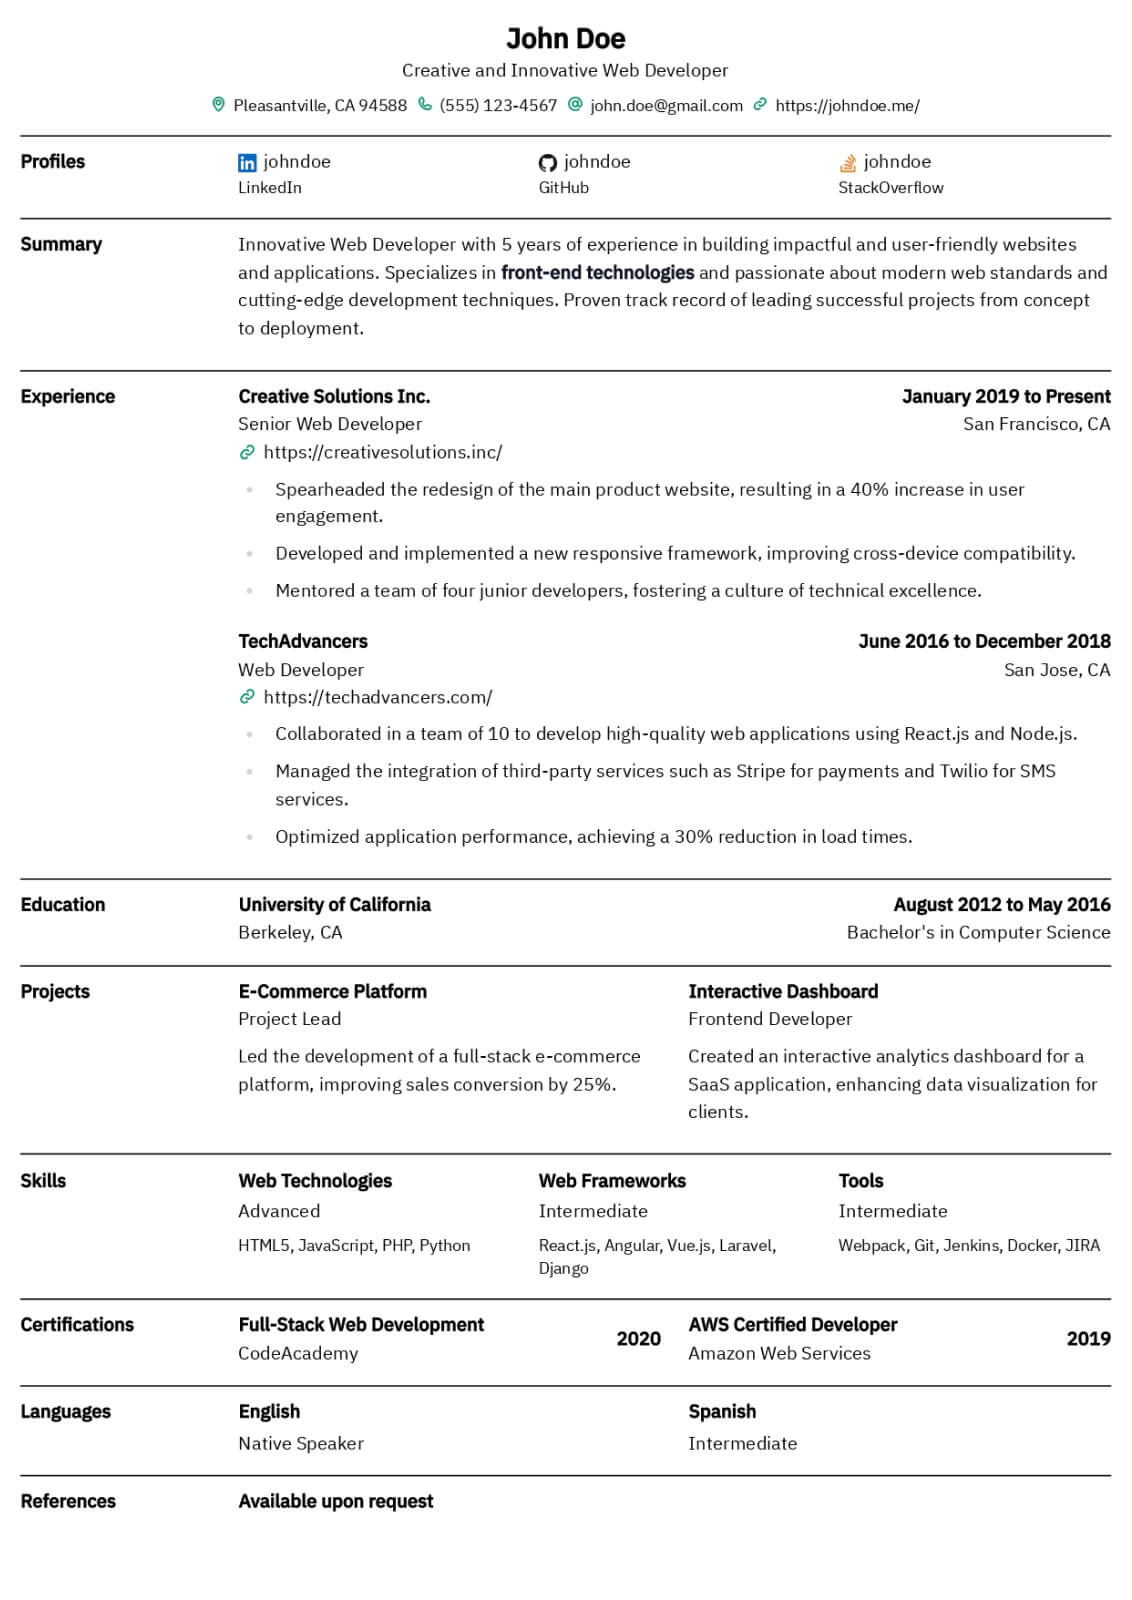 John Doe
Creative and Innovative Web Developer
Pleasantville, CA 94588 (555) 123-4567 john.doe@gmail.com https://johndoe.me/
Profiles
johndoe
LinkedIn
johndoe
GitHub
johndoe
StackOverflow
Summary
Innovative Web Developer with 5 years of experience in building impactful and user-friendly websites
and applications. Specializes in front-end technologies and passionate about modern web standards and
cutting-edge development techniques. Proven track record of leading successful projects from concept
to deployment.
Experience
Creative Solutions Inc.
January 2019 to Present
Senior Web Developer
San Francisco, CA
https://creativesolutions.inc/
• Spearheaded the redesign of the main product website, resulting in a 40% increase in user
engagement.
• Developed and implemented a new responsive framework, improving cross-device compatibility.
• Mentored a team of four junior developers, fostering a culture of technical excellence.
TechAdvancers
June 2016 to December 2018
Web Developer
San Jose, CA
https://techadvancers.com/
• Collaborated in a team of 10 to develop high-quality web applications using React.js and Node.js.
• Managed the integration of third-party services such as Stripe for payments and Twilio for SMS
services.
• Optimized application performance, achieving a 30% reduction in load times.
Education
University of California
August 2012 to May 2016
Berkeley, CA
Bachelor's in Computer Science
Projects
E-Commerce Platform
Project Lead
Led the development of a full-stack e-commerce
platform, improving sales conversion by 25%.
Interactive Dashboard
Frontend Developer
Created an interactive analytics dashboard for a
SaaS application, enhancing data visualization for
clients.
Skills
Web Technologies
Advanced
HTML5, JavaScript, PHP, Python
Web Frameworks
Intermediate
React.js, Angular, Vue.js, Laravel,
Django
Tools
Intermediate
Webpack, Git, Jenkins, Docker, JIRA
Certifications
Full-Stack Web Development
CodeAcademy
2020
AWS Certified Developer
Amazon Web Services
2019
Languages
English
Native Speaker
Spanish
Intermediate
References
Available upon request